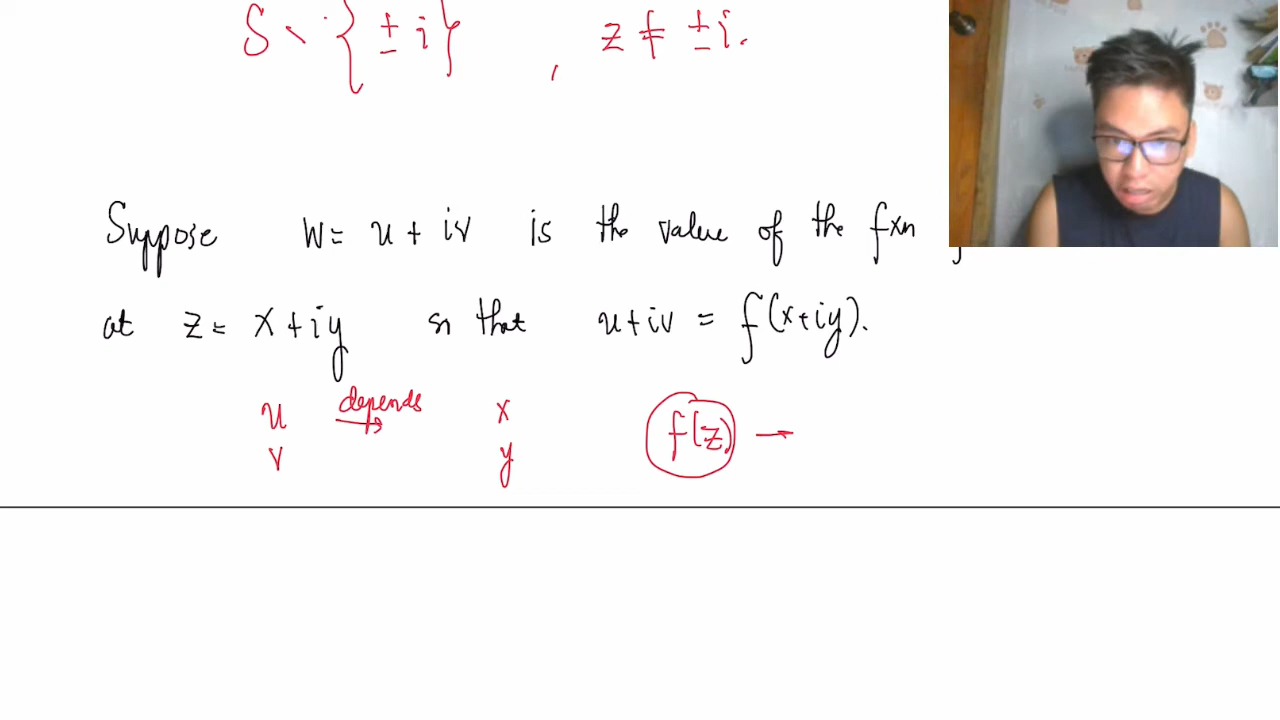 S \ { ± i } , z ≠ ± i.
Suppose w = u + iv is the value of the fxn
at z = x + iy so that u + iv = f(x+iy).
u depends → x f(z) →
v y